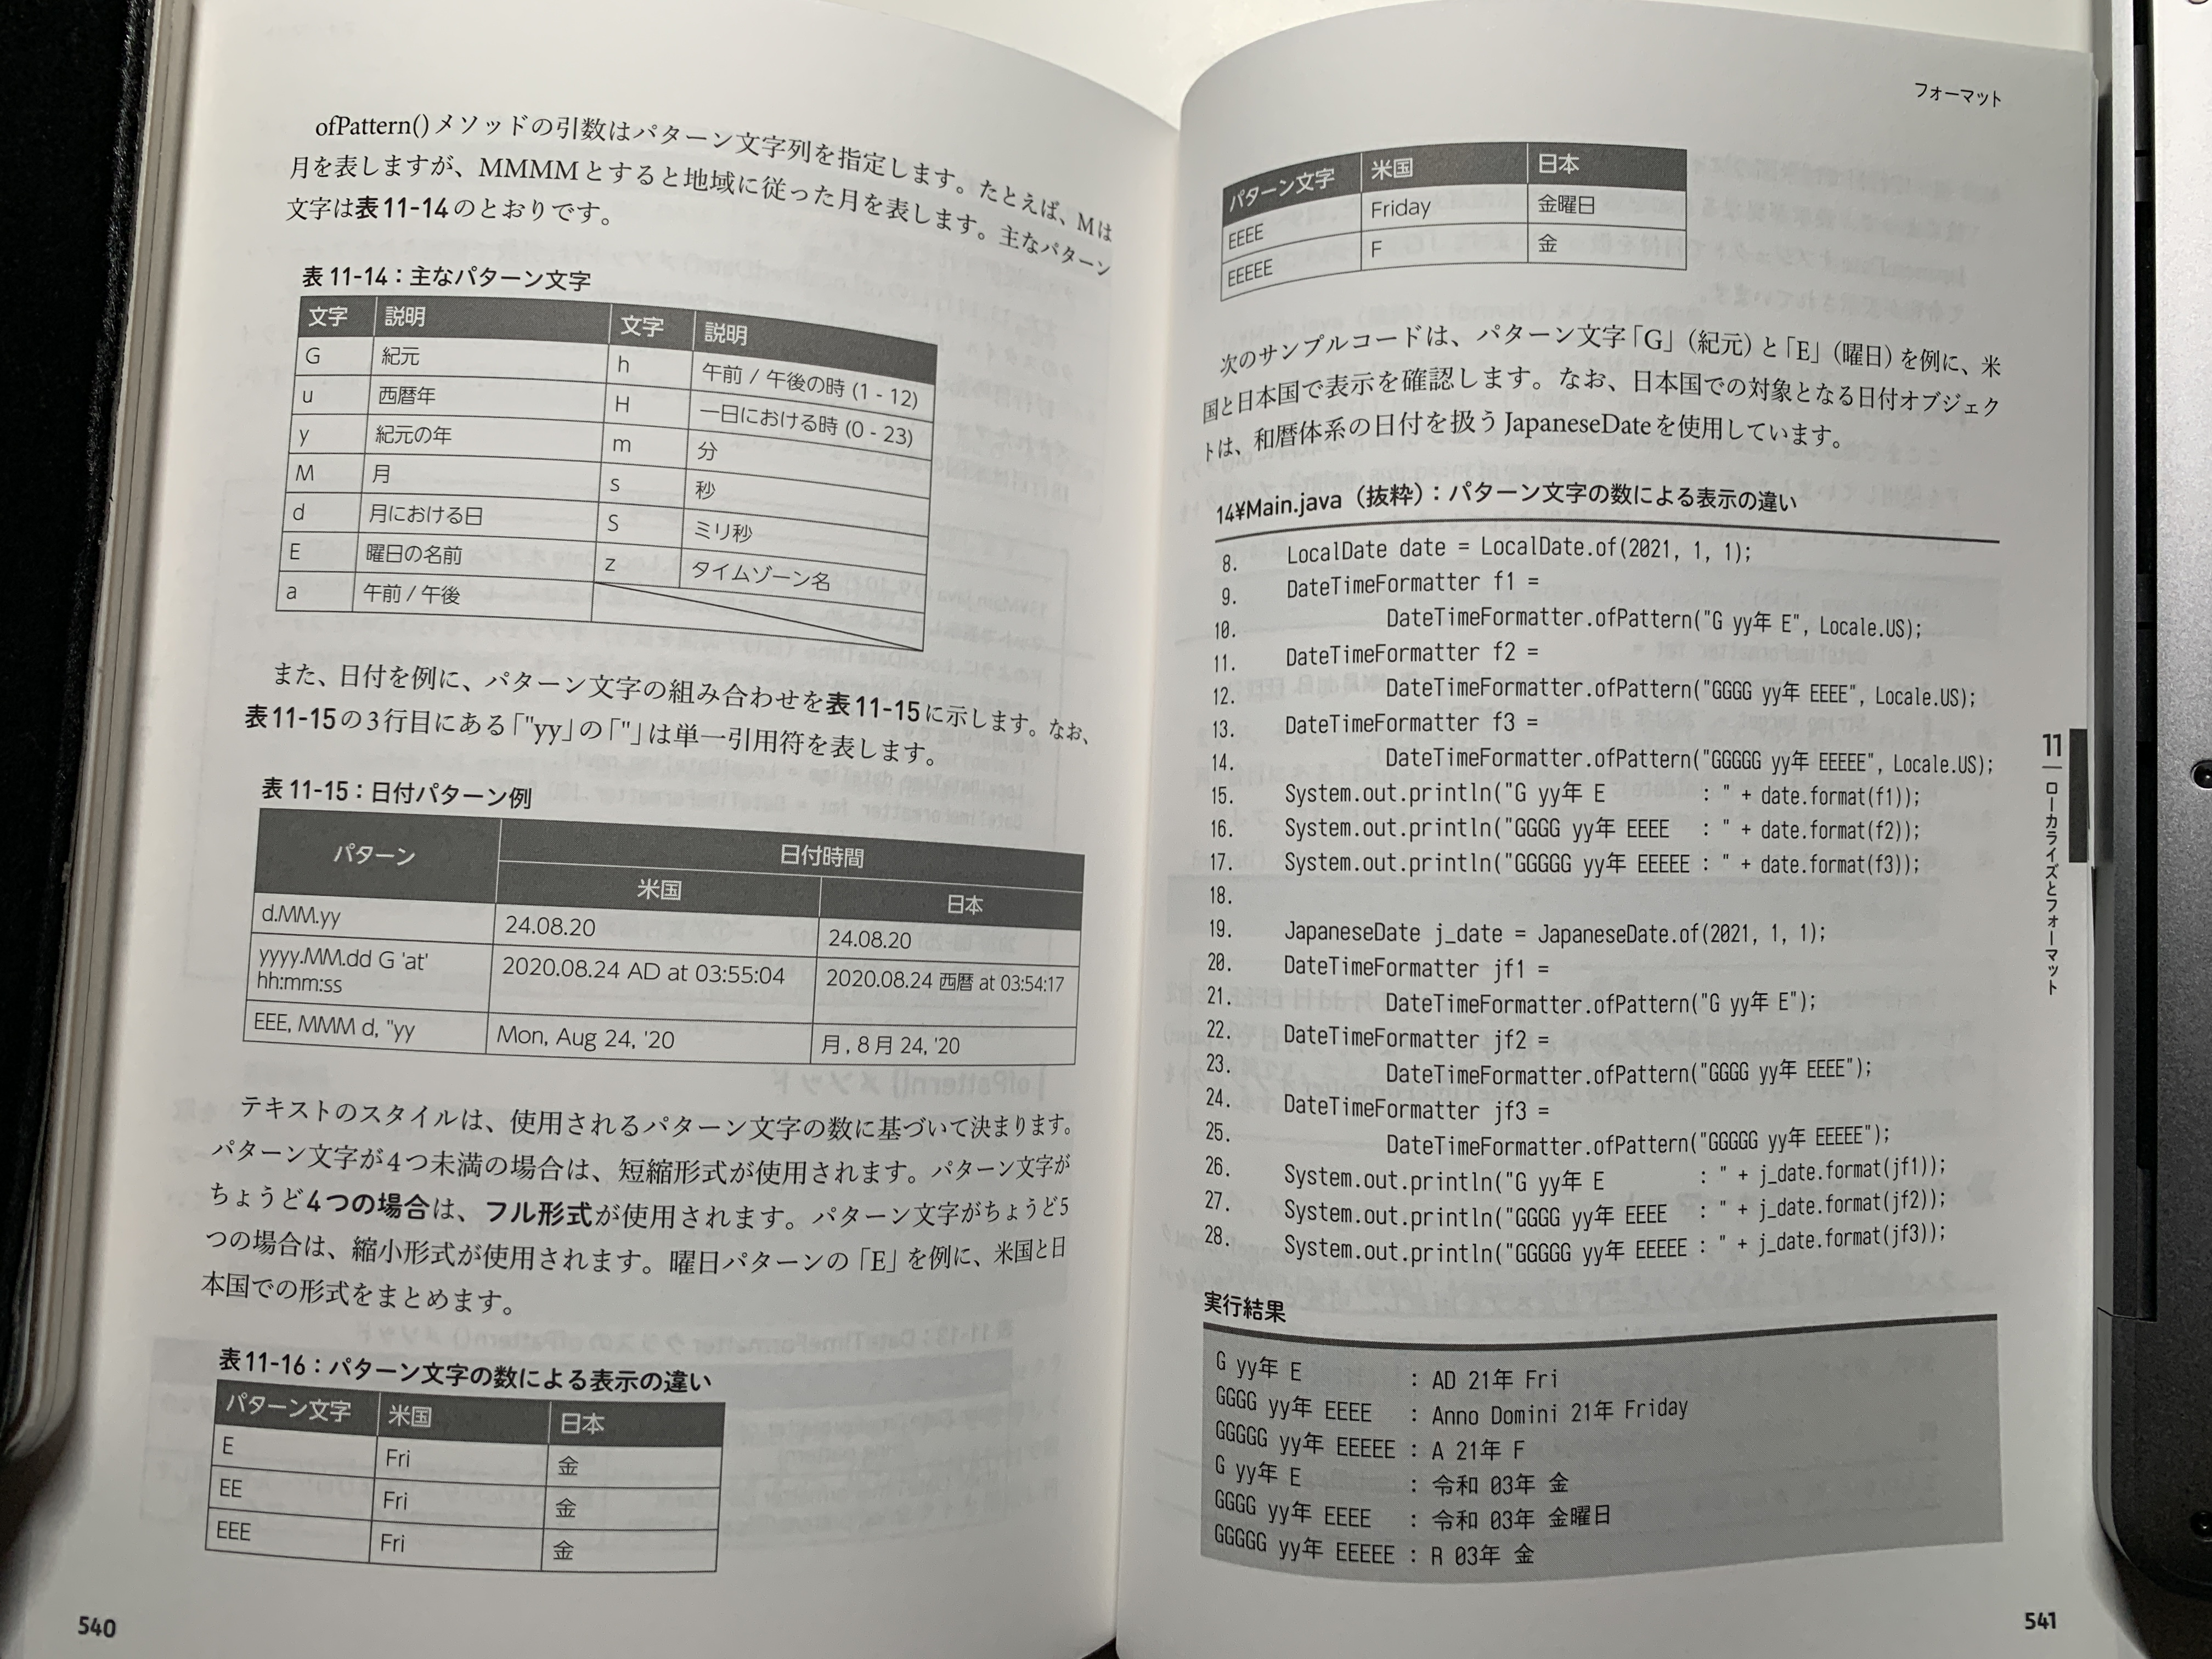 ofPattern()メソッドの引数はパターン文字列を指定します。たとえば、Mは
月を表しますが、MMMMとすると地域に従った月を表します。主なパターン
文字は表11-14のとおりです。
表11-14：主なパターン文字
文字 説明 文字 説明
G 紀元 h 午前 / 午後の時 (1 - 12)
u 西暦年 H 一日における時 (0 - 23)
y 紀元の年 m 分
M 月 s 秒
d 月における日 S ミリ秒
E 曜日の名前 z タイムゾーン名
a 午前 / 午後
また、日付を例に、パターン文字の組み合わせを表11-15に示します。なお、
表11-15の3行目にある「"yy」の「"」は単一引用符を表します。
表11-15：日付パターン例
パターン 日付時間
米国 日本
d.MM.yy 24.08.20 24.08.20
yyyy.MM.dd G 'at' 2020.08.24 AD at 03:55:04 2020.08.24 西暦 at 03:54:17
hh:mm:ss
EEE, MMM d, "yy Mon, Aug 24, '20 月, 8月 24, '20
テキストのスタイルは、使用されるパターン文字の数に基づいて決まります。
パターン文字が4つ未満の場合は、短縮形式が使用されます。パターン文字が
ちょうど4つの場合は、フル形式が使用されます。パターン文字がちょうど5
つの場合は、縮小形式が使用されます。曜日パターンの「E」を例に、米国と日
本国での形式をまとめます。
表11-16：パターン文字の数による表示の違い
パターン文字 米国 日本
E Fri 金
EE Fri 金
EEE Fri 金
540
フォーマット
パターン文字 米国 日本
EEEE Friday 金曜日
EEEEE F 金
次のサンプルコードは、パターン文字「G」(紀元)と「E」(曜日)を例に、米
国と日本国で表示を確認します。なお、日本国での対象となる日付オブジェク
トは、和暦体系の日付を扱うJapaneseDateを使用しています。
14¥Main.java（抜粋）：パターン文字の数による表示の違い
8. LocalDate date = LocalDate.of(2021, 1, 1);
9. DateTimeFormatter f1 =
10. DateTimeFormatter.ofPattern("G yy年 E", Locale.US);
11. DateTimeFormatter f2 =
12. DateTimeFormatter.ofPattern("GGGG yy年 EEEE", Locale.US);
13. DateTimeFormatter f3 =
14. DateTimeFormatter.ofPattern("GGGGG yy年 EEEEE", Locale.US);
15. System.out.println("G yy年 E : " + date.format(f1));
16. System.out.println("GGGG yy年 EEEE : " + date.format(f2));
17. System.out.println("GGGGG yy年 EEEEE : " + date.format(f3));
18.
19. JapaneseDate j_date = JapaneseDate.of(2021, 1, 1);
20. DateTimeFormatter jf1 =
21. DateTimeFormatter.ofPattern("G yy年 E");
22. DateTimeFormatter jf2 =
23. DateTimeFormatter.ofPattern("GGGG yy年 EEEE");
24. DateTimeFormatter jf3 =
25. DateTimeFormatter.ofPattern("GGGGG yy年 EEEEE");
26. System.out.println("G yy年 E : " + j_date.format(jf1));
27. System.out.println("GGGG yy年 EEEE : " + j_date.format(jf2));
28. System.out.println("GGGGG yy年 EEEEE : " + j_date.format(jf3));
実行結果
G yy年 E : AD 21年 Fri
GGGG yy年 EEEE : Anno Domini 21年 Friday
GGGGG yy年 EEEEE : A 21年 F
G yy年 E : 令和 03年 金
GGGG yy年 EEEE : 令和 03年 金曜日
GGGGG yy年 EEEEE : R 03年 金
11
ローカライズとフォーマット
541